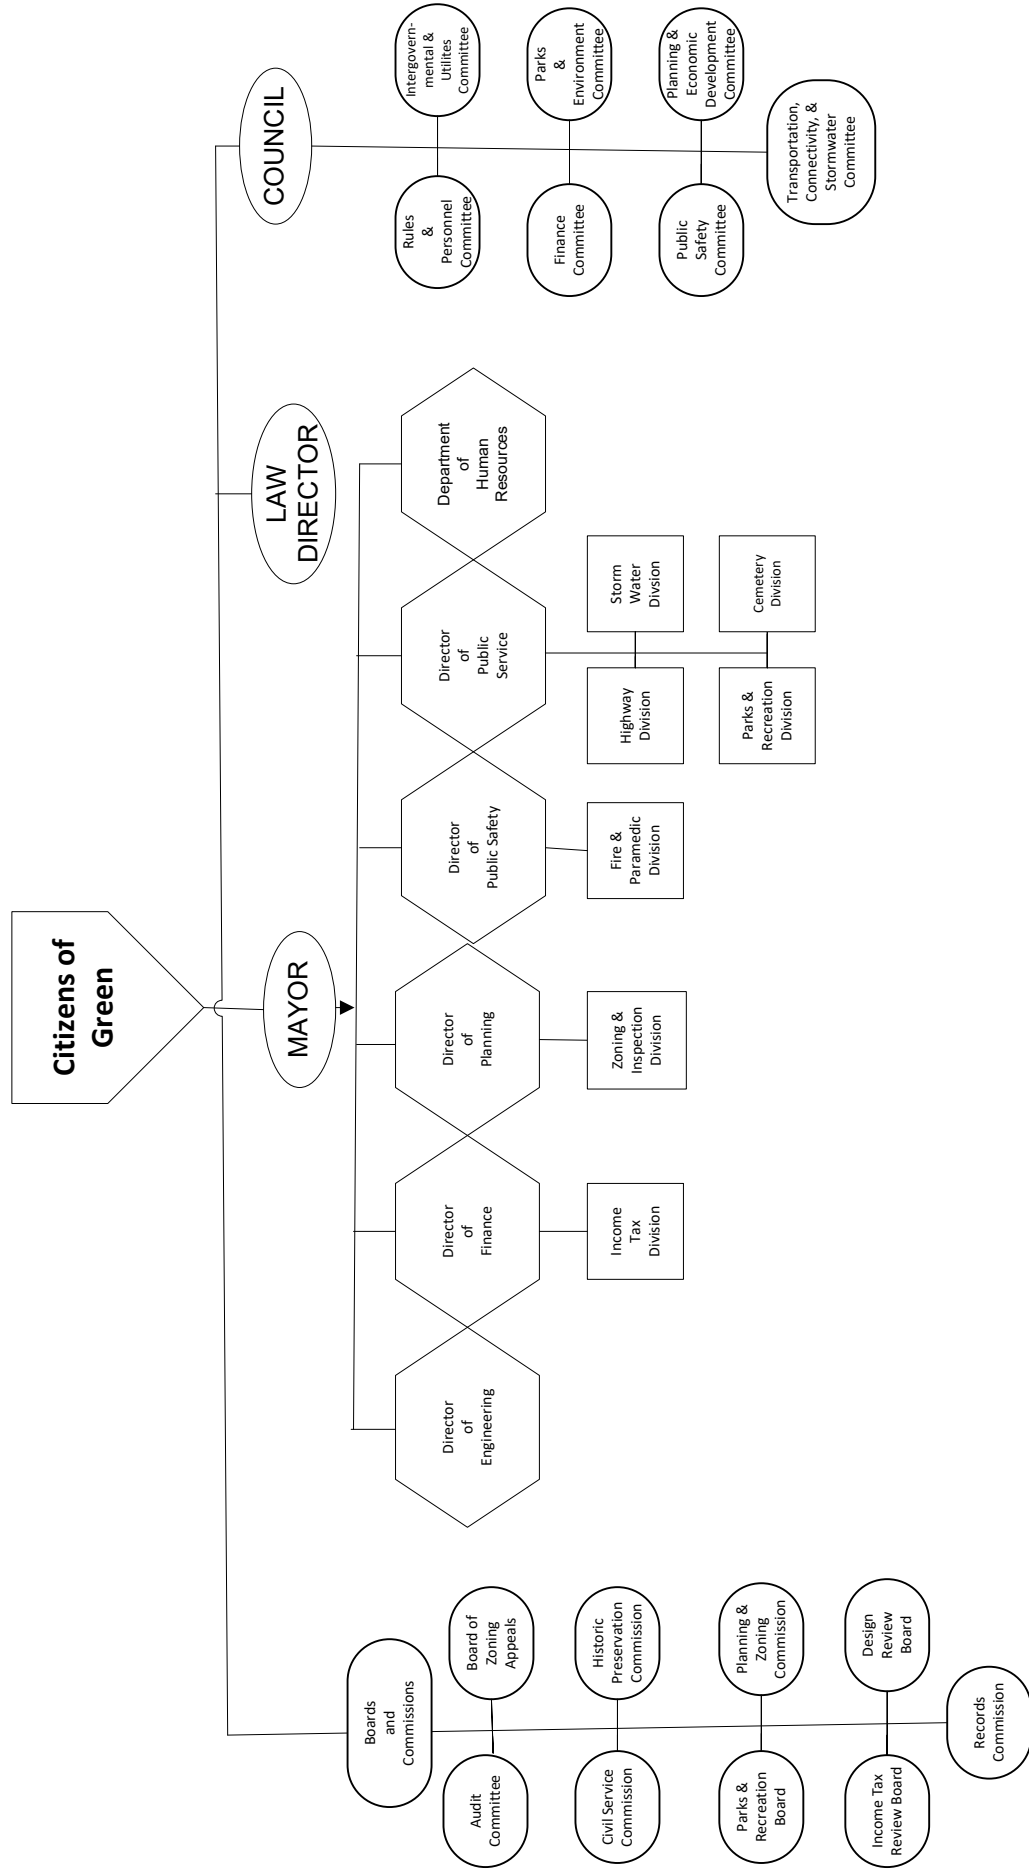 Citizens of
Green
MAYOR
LAW
DIRECTOR
COUNCIL
Boards
and
Commissions
Audit
Committee
Board of
Zoning
Appeals
Civil Service
Commission
Historic
Preservation
Commission
Parks &
Recreation
Board
Planning &
Zoning
Commission
Income Tax
Review Board
Design
Review
Board
Records
Commission
Director
of
Engineering
Director
of
Finance
Director
of
Planning
Director
of
Public Safety
Director
of
Public
Service
Department
of
Human
Resources
Income
Tax
Division
Zoning &
Inspection
Division
Fire &
Paramedic
Division
Highway
Division
Storm
Water
Divsion
Parks &
Recreation
Division
Cemetery
Division
Rules
&
Personnel
Committee
Intergovern-
mental &
Utilites
Committee
Finance
Committee
Parks
&
Environment
Committee
Public
Safety
Committee
Planning &
Economic
Development
Committee
Transportation,
Connectivity, &
Stormwater
Committee